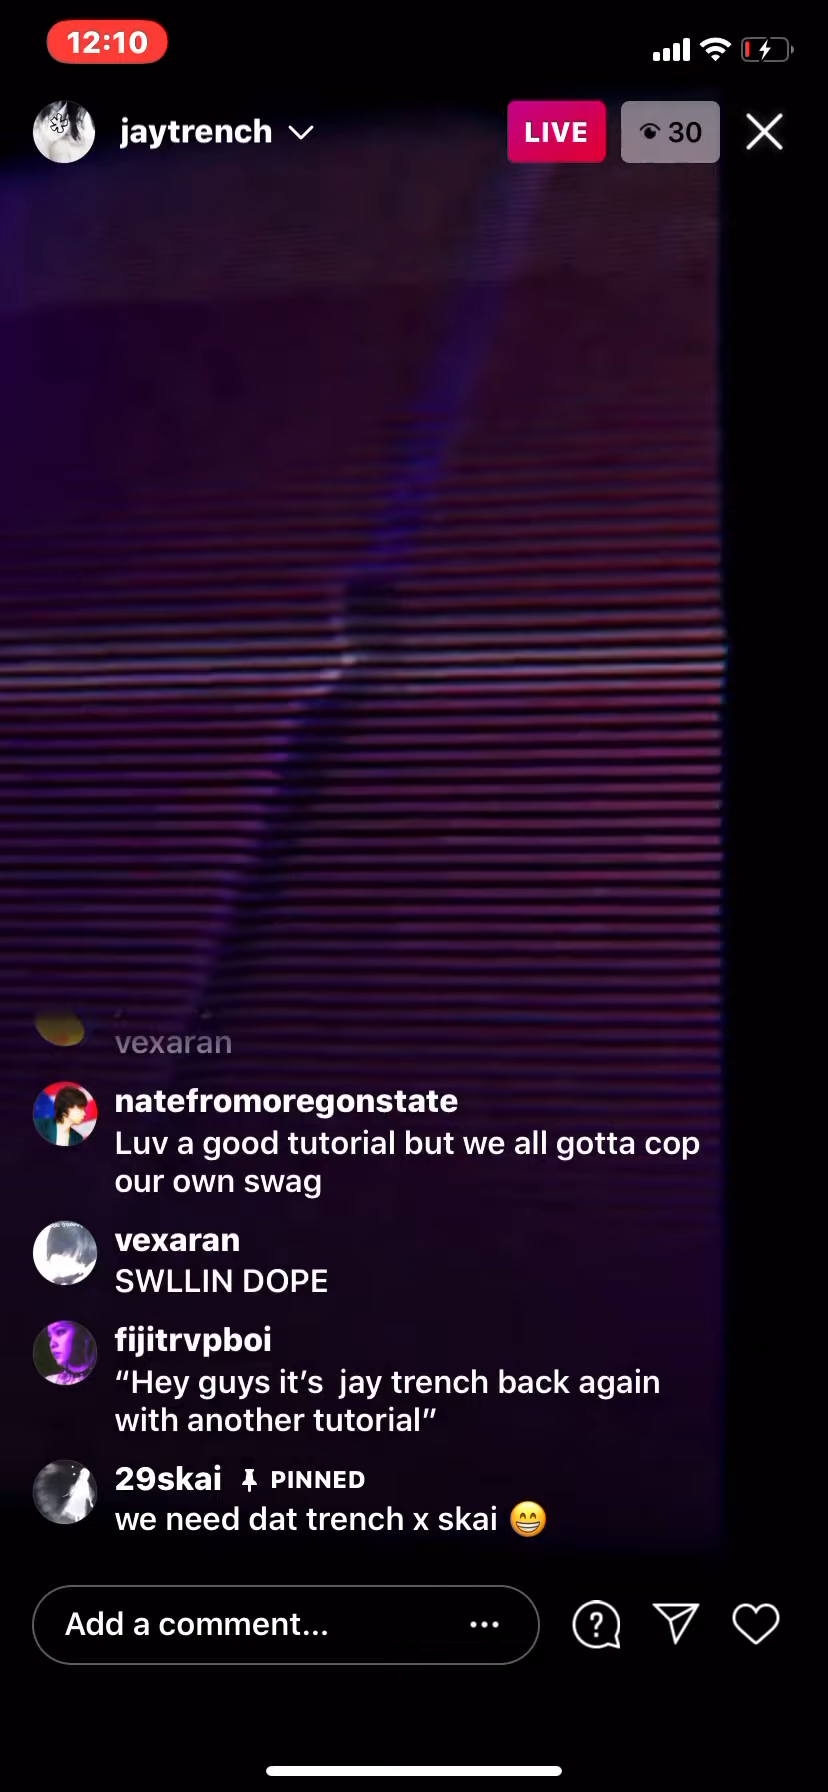 12:10
jaytrench
LIVE
30
vexaran
natefromoregonstate
Luv a good tutorial but we all gotta cop
our own swag
vexaran
SWLLIN DOPE
fijitrvpboi
“Hey guys it’s  jay trench back again
with another tutorial”
29skai PINNED
we need dat trench x skai 😁
Add a comment...